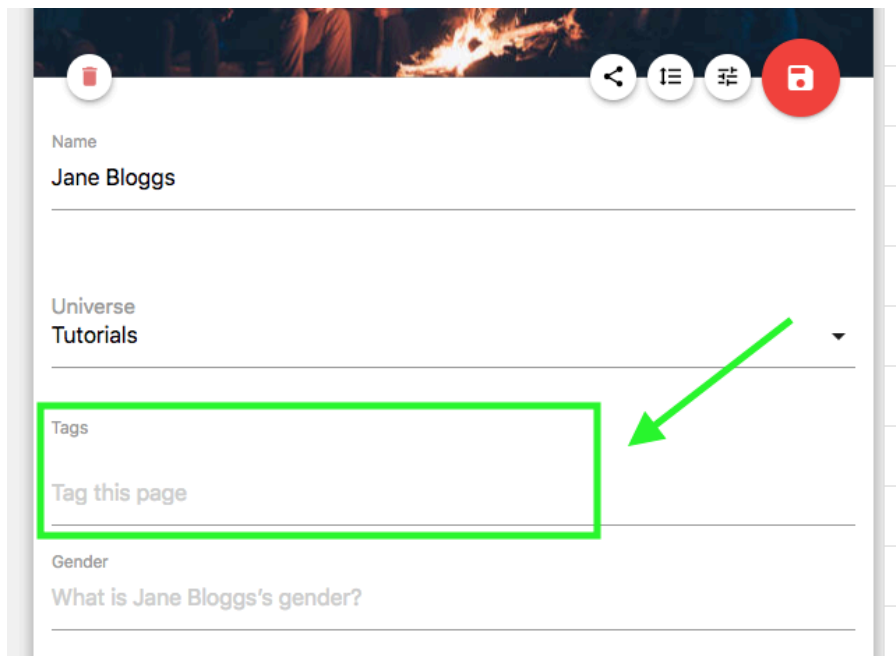 Name
Jane Bloggs
Universe
Tutorials
Tags
Tag this page
Gender
What is Jane Bloggs's gender?